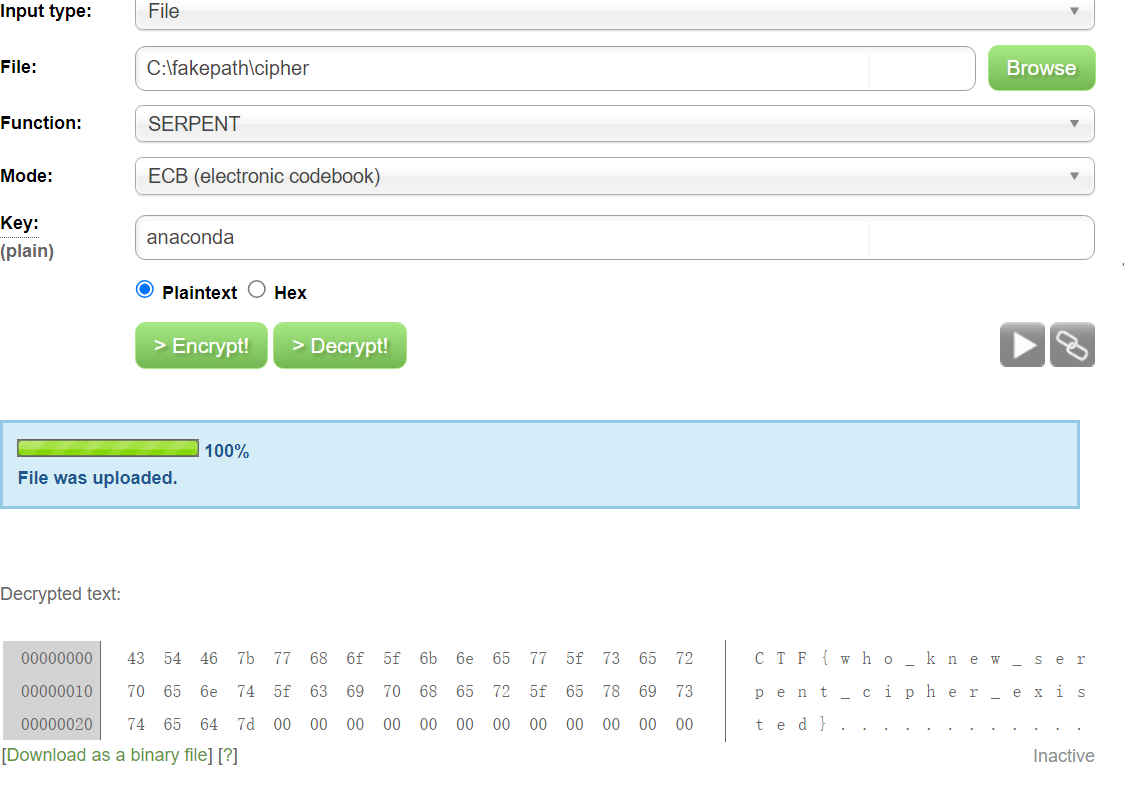 Input type: File
File: C:\fakepath\cipher Browse
Function: SERPENT
Mode: ECB (electronic codebook)
Key: anaconda
(plain)
Plaintext Hex
> Encrypt! > Decrypt!
100%
File was uploaded.
Decrypted text:
00000000 43 54 46 7b 77 68 6f 5f 6b 6e 65 77 5f 73 65 72 C T F { w h o _ k n e w _ s e r
00000010 70 65 6e 74 5f 63 69 70 68 65 72 5f 65 78 69 73 p e n t _ c i p h e r _ e x i s
00000020 74 65 64 7d 00 00 00 00 00 00 00 00 00 00 00 00 t e d } . . . . . . . . . . . .
[Download as a binary file] [?] Inactive